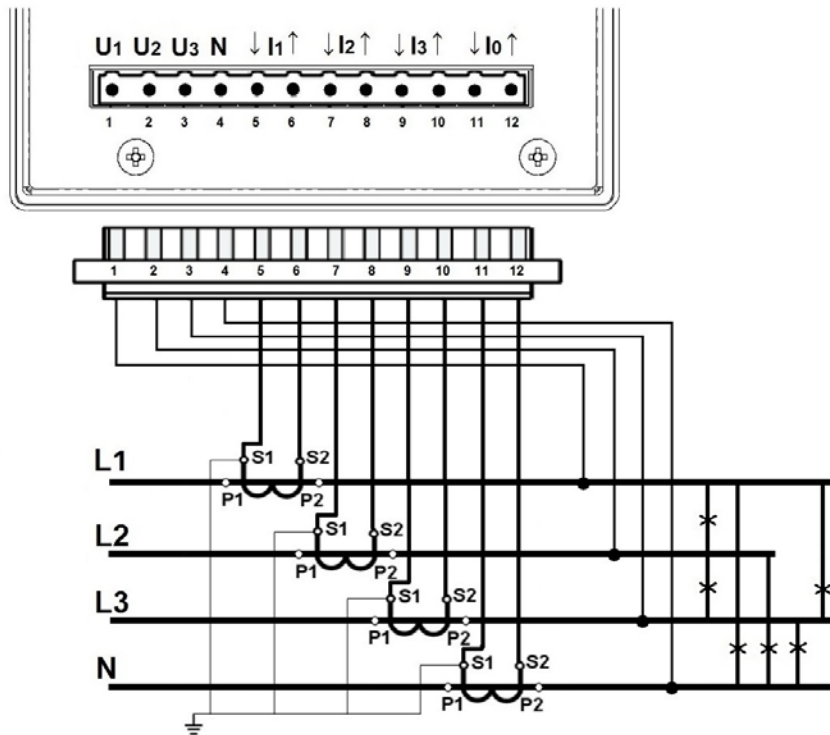 U1 U2 U3 N ↓ I1 ↑ ↓ I2 ↑ ↓ I3 ↑ ↓ I0 ↑
1 2 3 4 5 6 7 8 9 10 11 12
1 2 3 4 5 6 7 8 9 10 11 12
S1 S2
L1
P1 P2
S1 S2
L2
P1 P2
S1 S2
L3
P1 P2
S1 S2
N
P1 P2